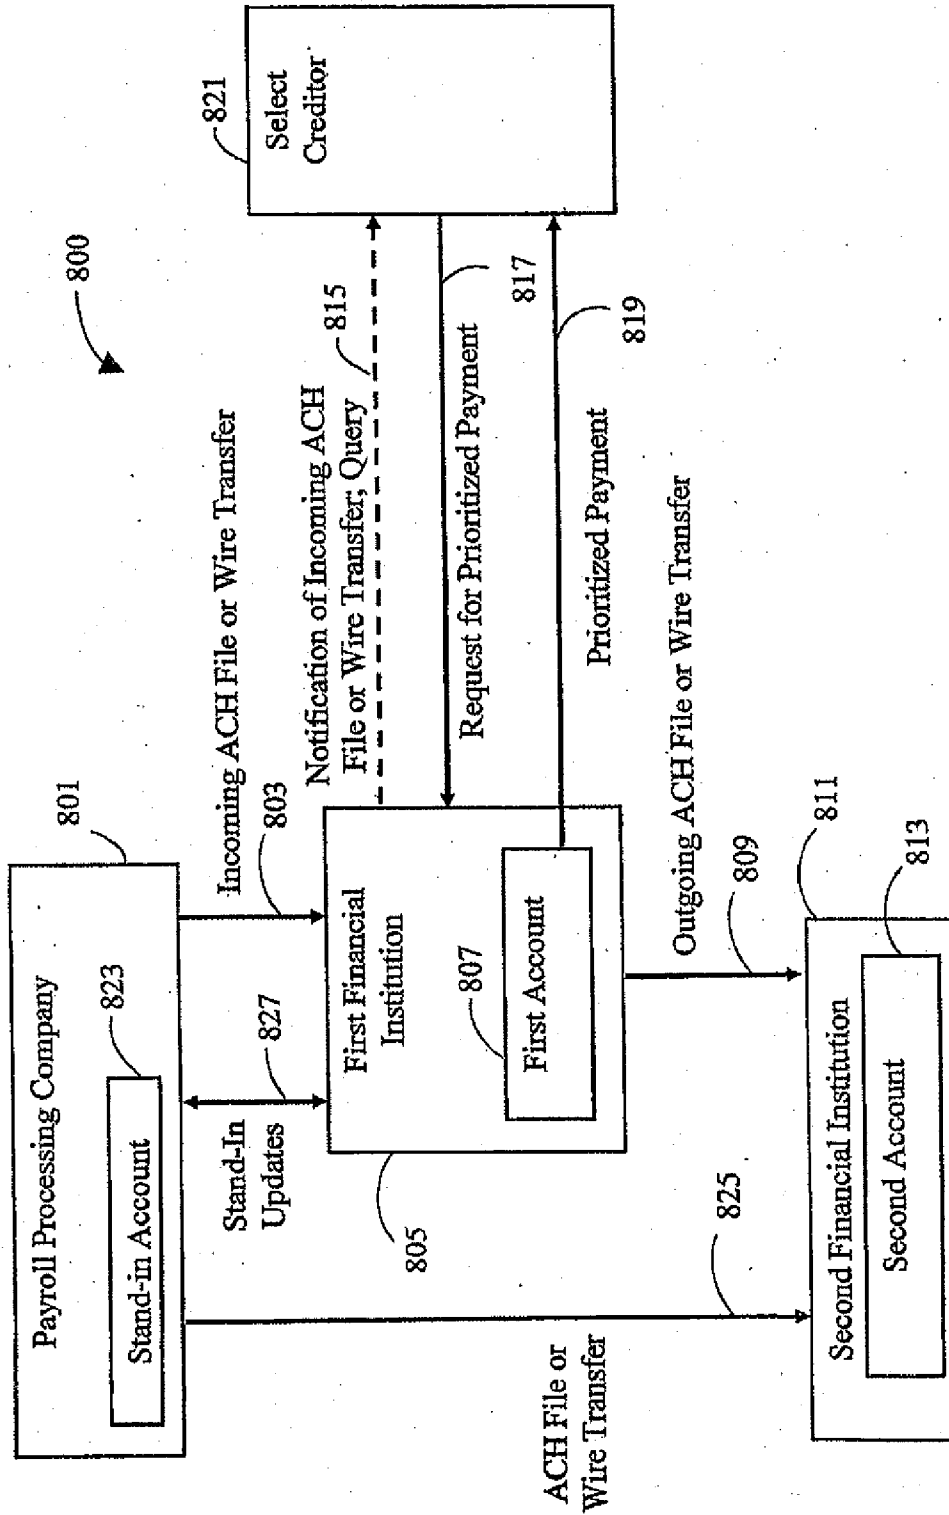 800
801
Payroll Processing Company
Stand-in Account
823
Incoming ACH File or Wire Transfer
803
827
Stand-In
Updates
First Financial
Institution
807
First Account
805
Notification of Incoming ACH
File or Wire Transfer; Query
815
Request for Prioritized Payment
817
Prioritized Payment
819
821
Select
Creditor
Outgoing ACH File or Wire Transfer
809
811
813
Second Financial Institution
Second Account
825
ACH File or
Wire Transfer